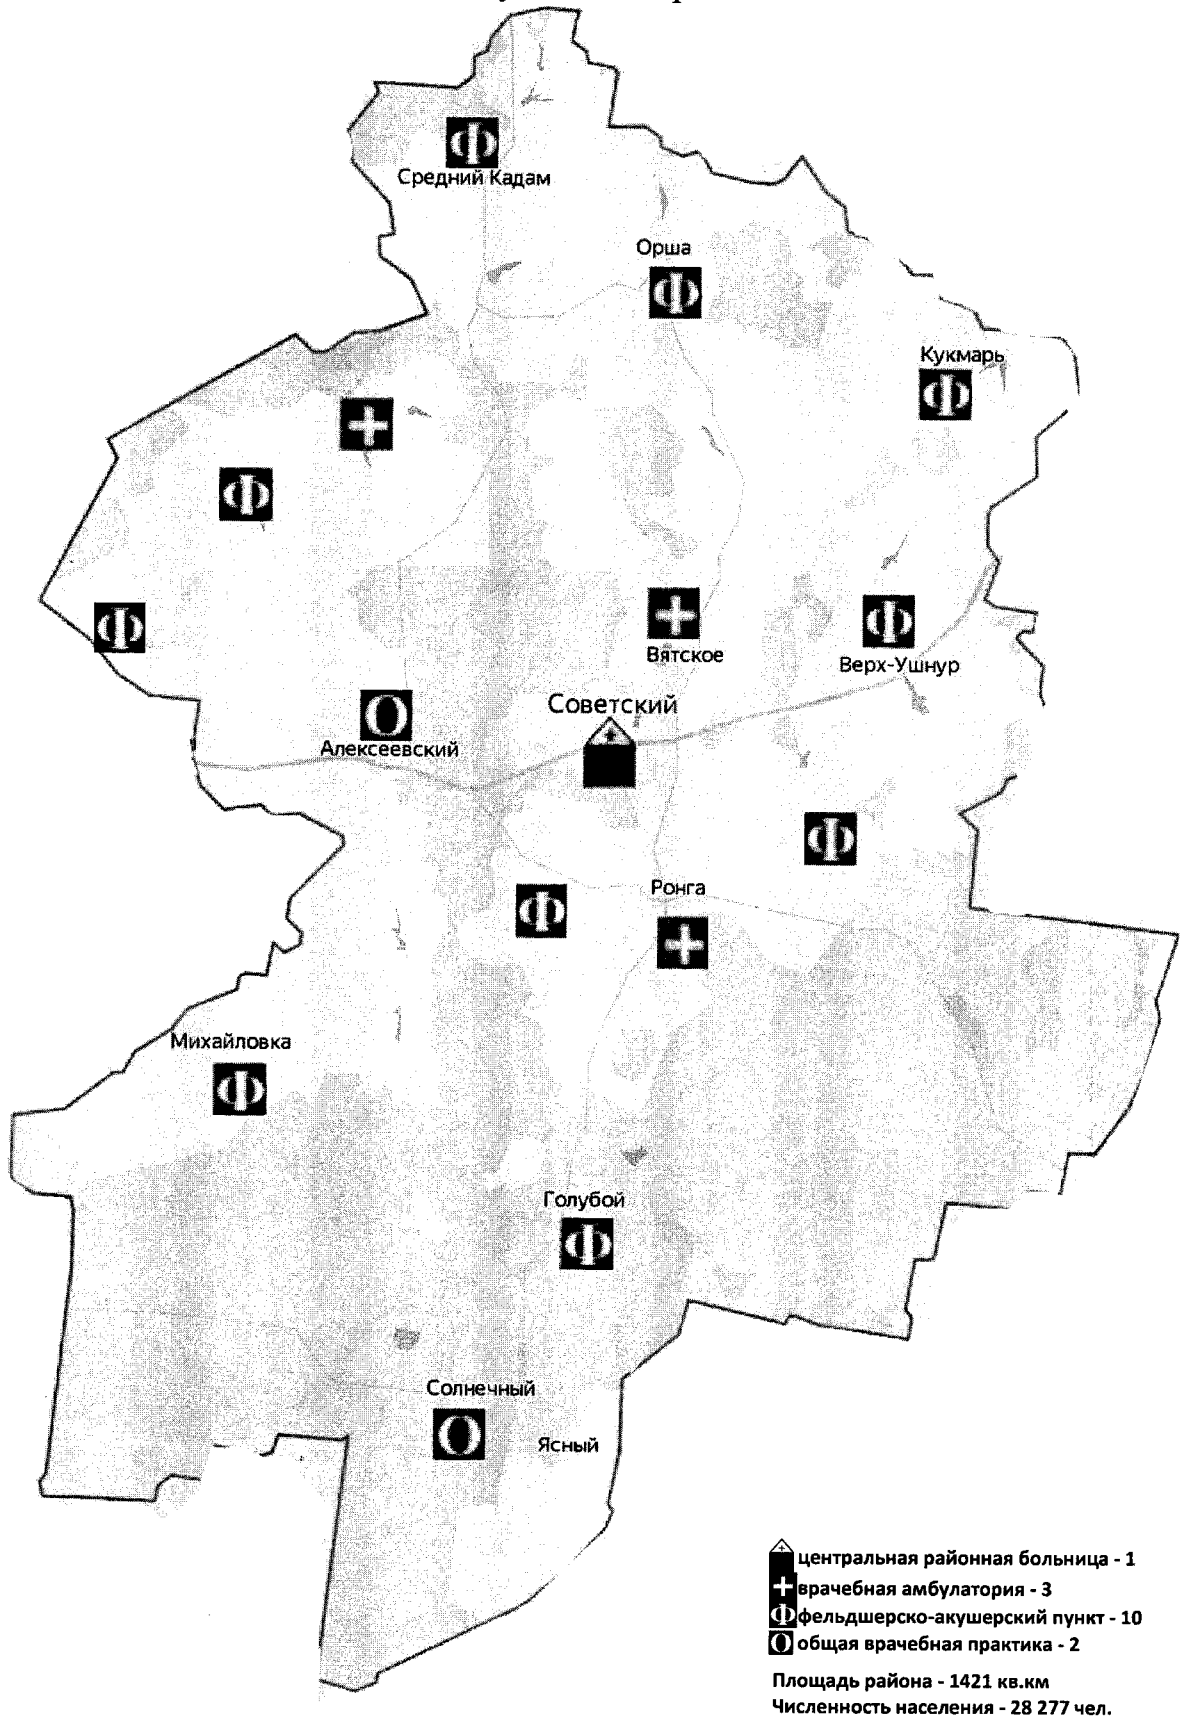 Ф
Средний Кадам
Орша
Ф
Кукмарь
Ф
Ф
Ф
Вятское
Ф
Верх-Ушнур
Советский
О
Алексеевский
Ф
Ронга
Ф
Михайловка
Ф
Голубой
Ф
Солнечный
О
Ясный
центральная районная больница - 1
врачебная амбулатория - 3
Ф фельдшерско-акушерский пункт - 10
О общая врачебная практика - 2
Площадь района - 1421 кв.км
Численность населения - 28 277 чел.